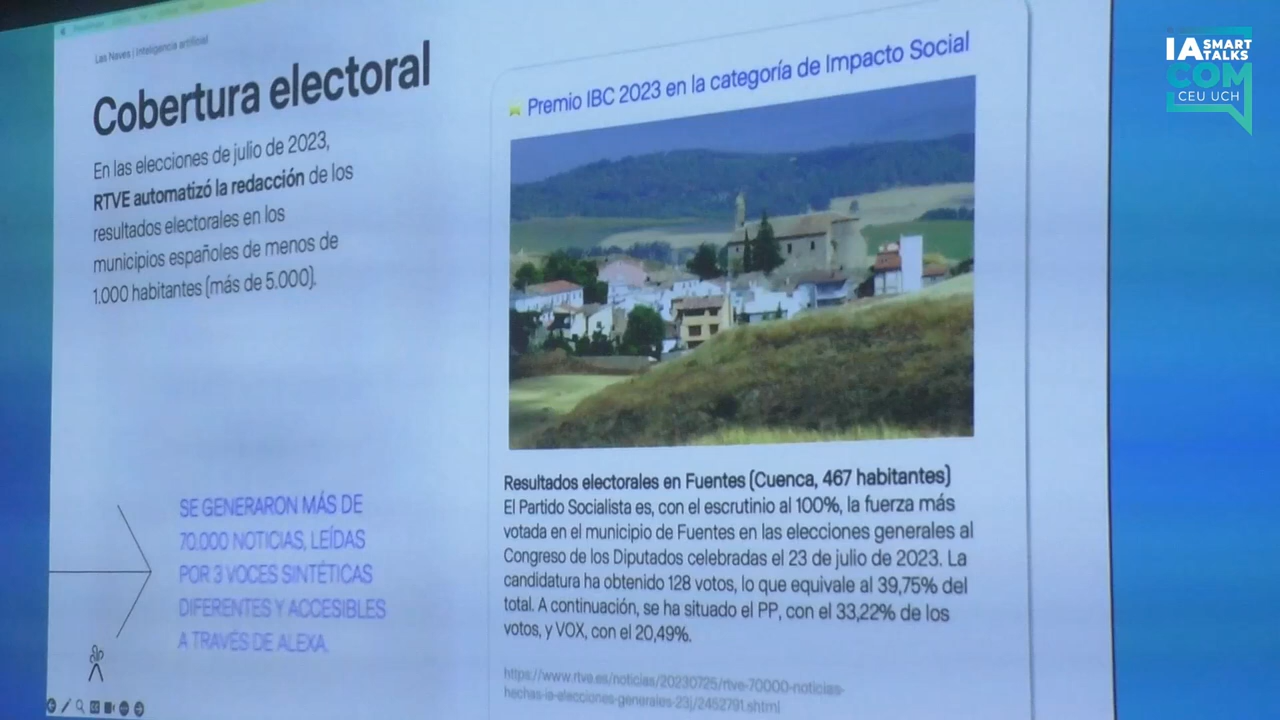 Las Naves | Inteligencia artificial
Cobertura electoral
En las elecciones de julio de 2023,
RTVE automatizó la redacción de los
resultados electorales en los
municipios españoles de menos de
1.000 habitantes (más de 5.000).
SE GENERARON MÁS DE
70.000 NOTICIAS, LEÍDAS
POR 3 VOCES SINTÉTICAS
DIFERENTES Y ACCESIBLES
A TRAVÉS DE ALEXA.
Premio IBC 2023 en la categoría de Impacto Social
Resultados electorales en Fuentes (Cuenca, 467 habitantes)
El Partido Socialista es, con el escrutinio al 100%, la fuerza más
votada en el municipio de Fuentes en las elecciones generales al
Congreso de los Diputados celebradas el 23 de julio de 2023. La
candidatura ha obtenido 128 votos, lo que equivale al 39,75% del
total. A continuación, se ha situado el PP, con el 33,22% de los
votos, y VOX, con el 20,49%.
https://www.rtve.es/noticias/20230725/rtve-70000-noticias-
hechas-ia-elecciones-generales-23j/2452791.shtml
IA SMART
TALKS
COM
CEU UCH